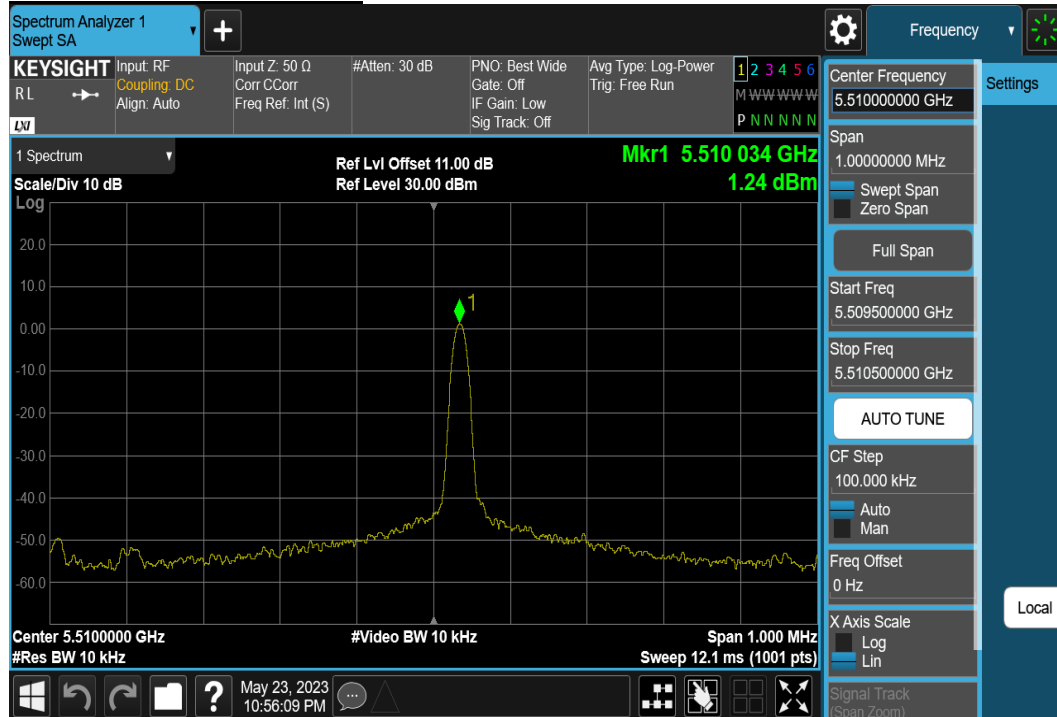 Spectrum Analyzer 1
Swept SA
+
Frequency
KEYSIGHT
RL
LXI
Input: RF
Coupling: DC
Align: Auto
Input Z: 50 Ω
Corr CCorr
Freq Ref: Int (S)
#Atten: 30 dB
PNO: Best Wide
Gate: Off
IF Gain: Low
Sig Track: Off
Avg Type: Log-Power
Trig: Free Run
1 2 3 4 5 6
M W W W W W
P N N N N N
1 Spectrum
Scale/Div 10 dB
Log
Ref Lvl Offset 11.00 dB
Ref Level 30.00 dBm
Mkr1 5.510 034 GHz
1.24 dBm
20.0
10.0
0.00
-10.0
-20.0
-30.0
-40.0
-50.0
-60.0
1
Center 5.5100000 GHz
#Res BW 10 kHz
#Video BW 10 kHz
Span 1.000 MHz
Sweep 12.1 ms (1001 pts)
Center Frequency
5.510000000 GHz
Span
1.00000000 MHz
Swept Span
Zero Span
Full Span
Start Freq
5.509500000 GHz
Stop Freq
5.510500000 GHz
AUTO TUNE
CF Step
100.000 kHz
Auto
Man
Freq Offset
0 Hz
X Axis Scale
Log
Lin
Signal Track
(Span Zoom)
Settings
Local
?
May 23, 2023
10:56:09 PM